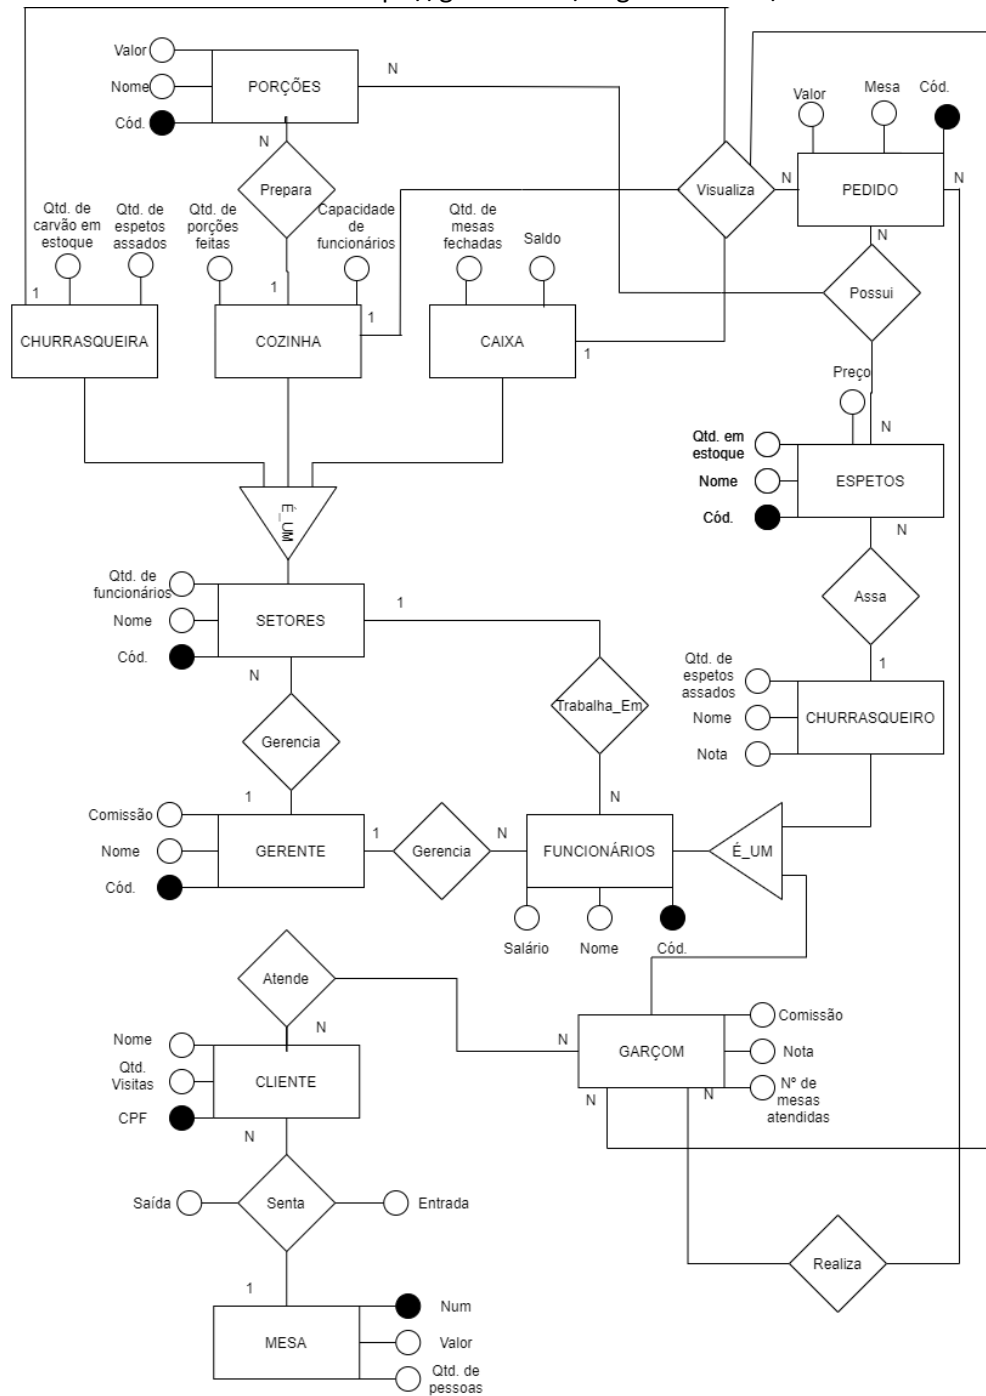 Valor
Nome
Cód.
PORÇÕES
N
N
Prepara
Valor
Mesa
Cód.
N
PEDIDO
N
Visualiza
N
Possui
Qtd. de
carvão em
estoque
Qtd. de
espetos
assados
Qtd. de
porções
feitas
Capacidade
de
funcionários
Qtd. de
mesas
fechadas
Saldo
1
CHURRASQUEIRA
1
COZINHA
1
CAIXA
1
Preço
N
Qtd. em
estoque
Nome
Cód.
ESPETOS
N
É_UM
Assa
Qtd. de
funcionários
Nome
Cód.
SETORES
1
N
1
Qtd. de
espetos
assados
Nome
Nota
CHURRASQUEIRO
Trabalha_Em
Gerencia
1
N
Comissão
Nome
Cód.
GERENTE
1
Gerencia
N
FUNCIONÁRIOS
É_UM
Salário
Nome
Cód.
Atende
N
N
GARÇOM
Comissão
Nota
Nº de
mesas
atendidas
N
N
Nome
Qtd.
Visitas
CPF
CLIENTE
N
Saída
Senta
Entrada
Realiza
1
MESA
Num
Valor
Qtd. de
pessoas